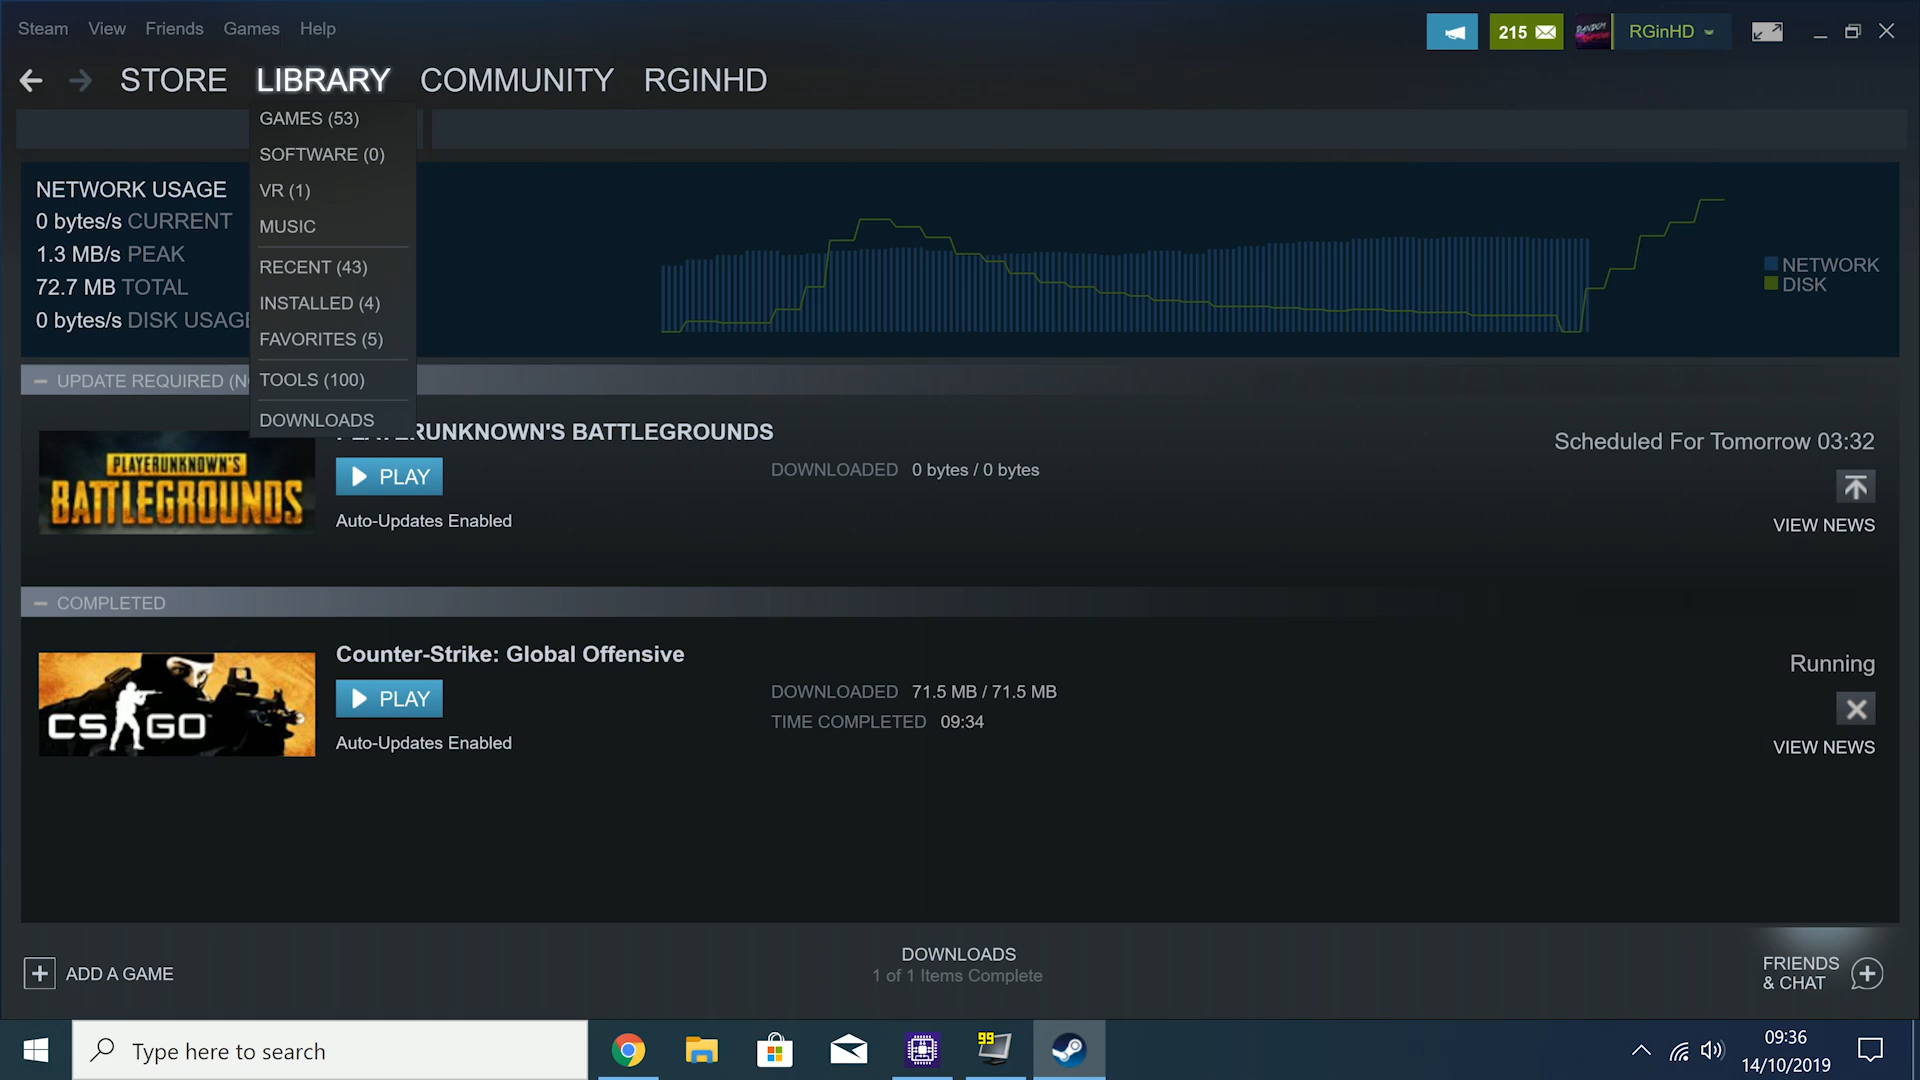 Steam View Friends Games Help
215
RGinHD
STORE LIBRARY COMMUNITY RGINHD
GAMES (53)
SOFTWARE (0)
VR (1)
MUSIC
RECENT (43)
INSTALLED (4)
FAVORITES (5)
TOOLS (100)
DOWNLOADS
NETWORK USAGE
0 bytes/s CURRENT
1.3 MB/s PEAK
72.7 MB TOTAL
0 bytes/s DISK USAGE
NETWORK
DISK
UPDATE REQUIRED (N
PLAYERUNKNOWN'S
BATTLEGROUNDS
PLAYERUNKNOWN'S BATTLEGROUNDS
PLAY
Auto-Updates Enabled
DOWNLOADED 0 bytes / 0 bytes
Scheduled For Tomorrow 03:32
VIEW NEWS
COMPLETED
CS GO
Counter-Strike: Global Offensive
PLAY
Auto-Updates Enabled
DOWNLOADED 71.5 MB / 71.5 MB
TIME COMPLETED 09:34
Running
VIEW NEWS
ADD A GAME
DOWNLOADS
1 of 1 Items Complete
FRIENDS
& CHAT
Type here to search
99
09:36
14/10/2019